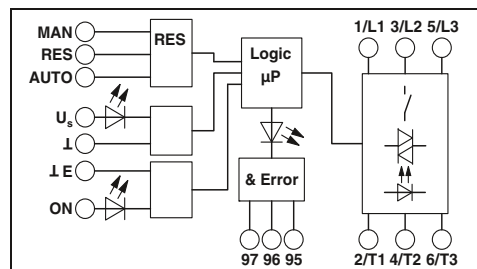 MAN
RES
AUTO
RES
Logic
µP
1/L1 3/L2 5/L3
Us
⊥
⊥ E
ON
& Error
97 96 95
2/T1 4/T2 6/T3